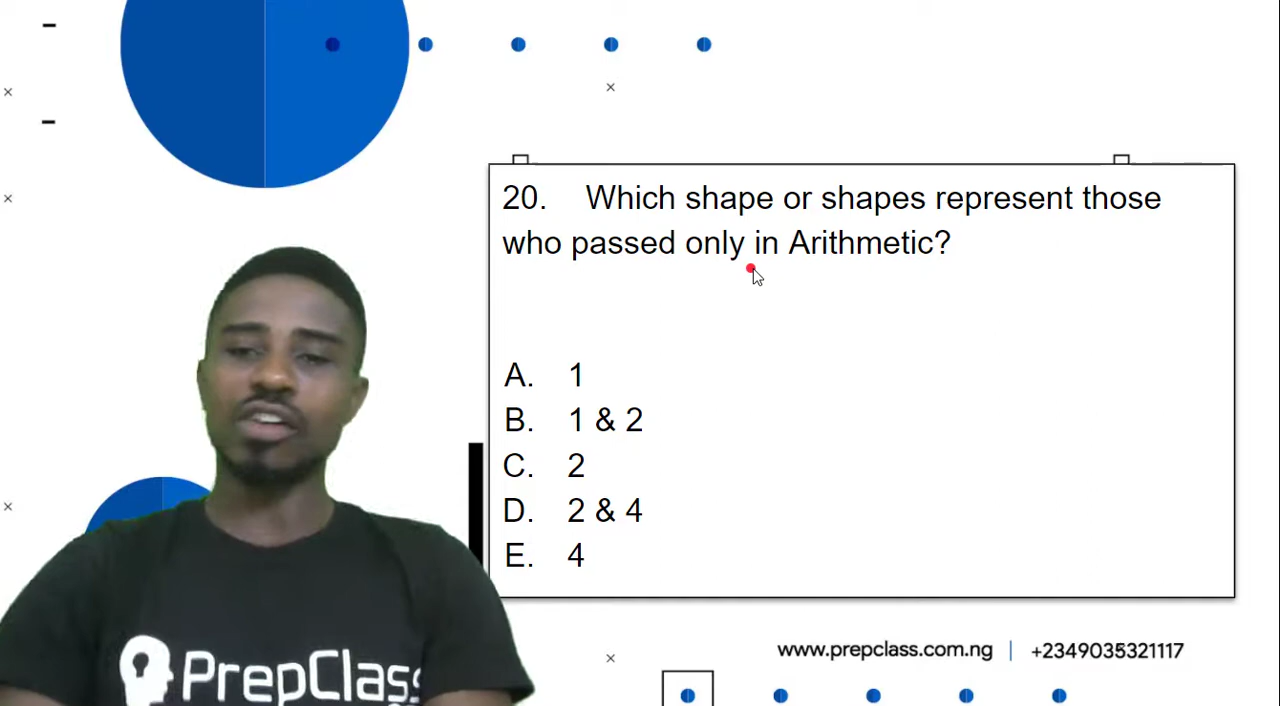 20. Which shape or shapes represent those
who passed only in Arithmetic?
A. 1
B. 1 & 2
C. 2
D. 2 & 4
E. 4
www.prepclass.com.ng | +2349035321117
PrepClass